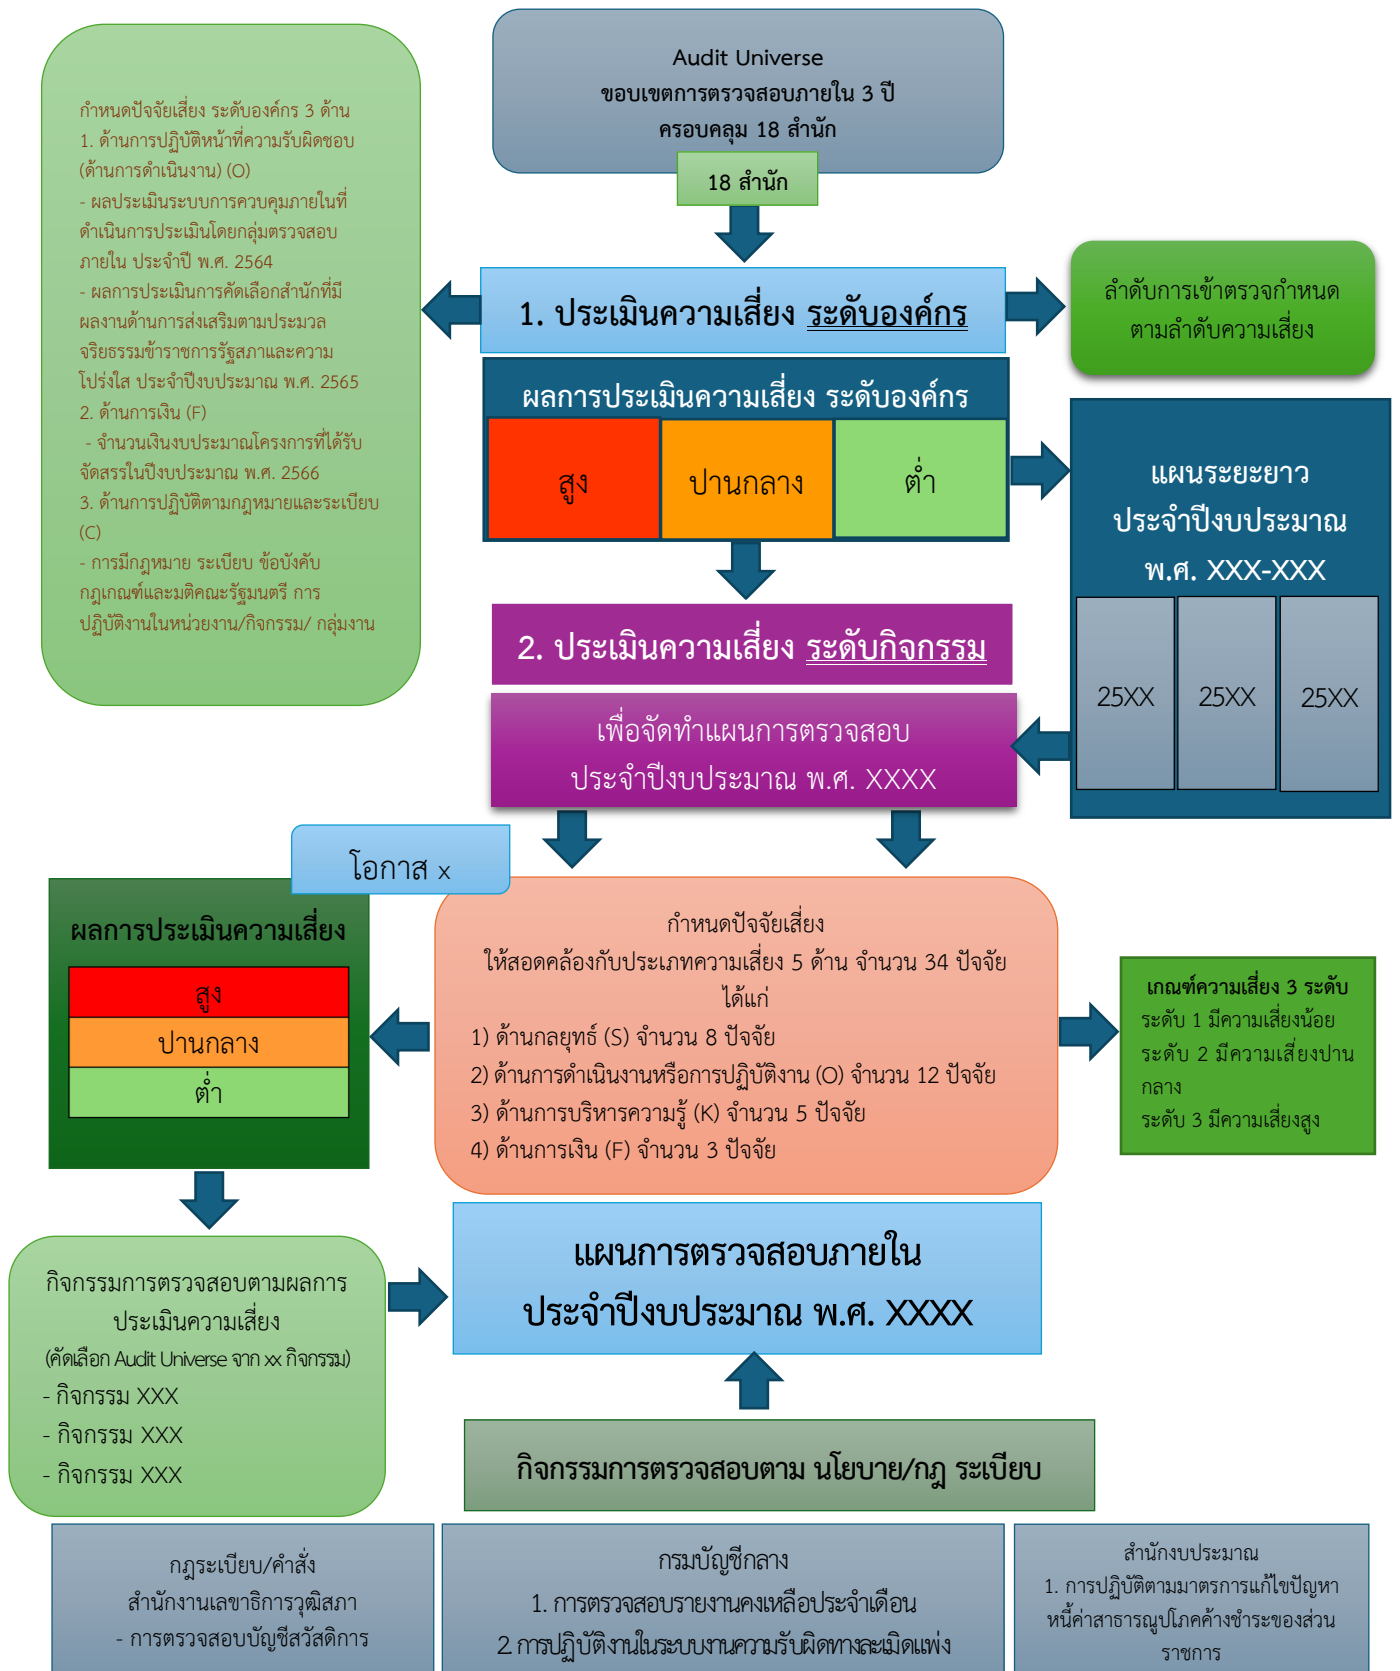 Audit Universe
ขอบเขตการตรวจสอบภายใน 3 ปี
ครอบคลุม 18 สำนัก
18 สำนัก
กำหนดปัจจัยเสี่ยง ระดับองค์กร 3 ด้าน
1. ด้านการปฏิบัติหน้าที่ความรับผิดชอบ
(ด้านการดำเนินงาน) (O)
- ผลประเมินระบบการควบคุมภายในที่
ดำเนินการประเมินโดยกลุ่มตรวจสอบ
ภายใน ประจำปี พ.ศ. 2564
- ผลการประเมินการคัดเลือกสำนักที่มี
ผลงานด้านการส่งเสริมตามประมวล
จริยธรรมข้าราชการรัฐสภาและความ
โปร่งใส ประจำปีงบประมาณ พ.ศ. 2565
2. ด้านการเงิน (F)
- จำนวนเงินงบประมาณโครงการที่ได้รับ
จัดสรรในปีงบประมาณ พ.ศ. 2566
3. ด้านการปฏิบัติตามกฎหมายและระเบียบ
(C)
- การมีกฎหมาย ระเบียบ ข้อบังคับ
กฎเกณฑ์และมติคณะรัฐมนตรี การ
ปฏิบัติงานในหน่วยงาน/กิจกรรม/ กลุ่มงาน
1. ประเมินความเสี่ยง ระดับองค์กร
ลำดับการเข้าตรวจกำหนด
ตามลำดับความเสี่ยง
ผลการประเมินความเสี่ยง ระดับองค์กร
สูง
ปานกลาง
ต่ำ
แผนระยะยาว
ประจำปีงบประมาณ
พ.ศ. XXX-XXX
25XX
25XX
25XX
2. ประเมินความเสี่ยง ระดับกิจกรรม
เพื่อจัดทำแผนการตรวจสอบ
ประจำปีงบประมาณ พ.ศ. XXXX
โอกาส x
ผลการประเมินความเสี่ยง
สูง
ปานกลาง
ต่ำ
กำหนดปัจจัยเสี่ยง
ให้สอดคล้องกับประเภทความเสี่ยง 5 ด้าน จำนวน 34 ปัจจัย
ได้แก่
1) ด้านกลยุทธ์ (S) จำนวน 8 ปัจจัย
2) ด้านการดำเนินงานหรือการปฏิบัติงาน (O) จำนวน 12 ปัจจัย
3) ด้านการบริหารความรู้ (K) จำนวน 5 ปัจจัย
4) ด้านการเงิน (F) จำนวน 3 ปัจจัย
เกณฑ์ความเสี่ยง 3 ระดับ
ระดับ 1 มีความเสี่ยงน้อย
ระดับ 2 มีความเสี่ยงปาน
กลาง
ระดับ 3 มีความเสี่ยงสูง
กิจกรรมการตรวจสอบตามผลการ
ประเมินความเสี่ยง
(คัดเลือก Audit Universe จาก xx กิจกรรม)
- กิจกรรม XXX
- กิจกรรม XXX
- กิจกรรม XXX
แผนการตรวจสอบภายใน
ประจำปีงบประมาณ พ.ศ. XXXX
กิจกรรมการตรวจสอบตาม นโยบาย/กฎ ระเบียบ
กฎระเบียบ/คำสั่ง
สำนักงานเลขาธิการวุฒิสภา
- การตรวจสอบบัญชีสวัสดิการ
กรมบัญชีกลาง
1. การตรวจสอบรายงานคงเหลือประจำเดือน
2. การปฏิบัติงานในระบบงานความรับผิดทางละเมิดแพ่ง
สำนักงบประมาณ
1. การปฏิบัติตามมาตรการแก้ไขปัญหา
หนี้ค่าสาธารณูปโภคค้างชำระของส่วน
ราชการ